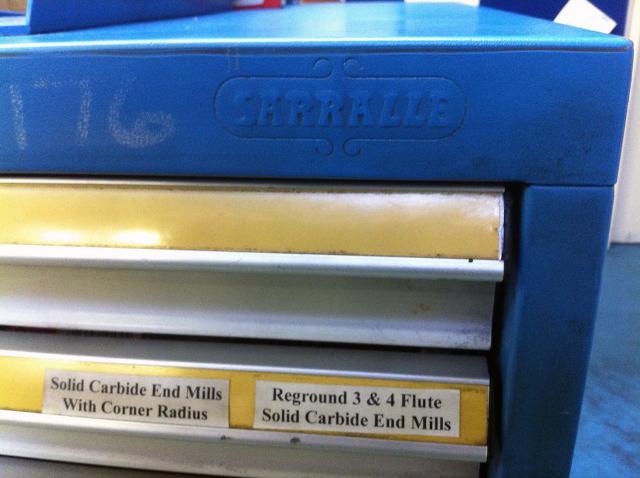 176
SARRALLE
Solid Carbide End Mills
With Corner Radius
Reground 3 & 4 Flute
Solid Carbide End Mills